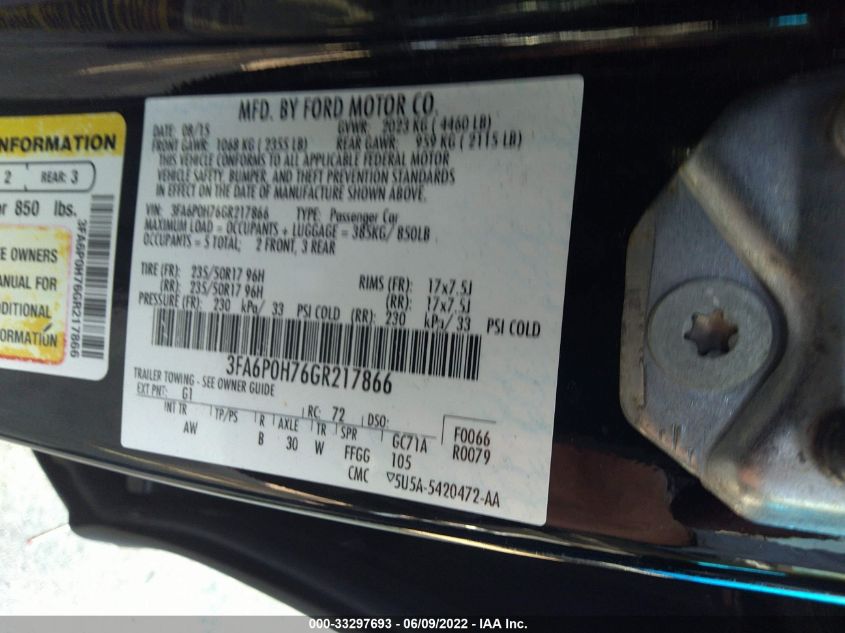 MFD. BY FORD MOTOR CO.
DATE: 08/15 GVWR: 2023 KG ( 4460 LB)
FRONT GAWR: 1068 KG ( 2355 LB) REAR GAWR: 959 KG ( 2115 LB)
THIS VEHICLE CONFORMS TO ALL APPLICABLE FEDERAL MOTOR
VEHICLE SAFETY, BUMPER, AND THEFT PREVENTION STANDARDS
IN EFFECT ON THE DATE OF MANUFACTURE SHOWN ABOVE.
VIN: 3FA6P0H76GR217866 TYPE: Passenger Car
MAXIMUM LOAD = OCCUPANTS + LUGGAGE = 385KG/ 850LB
OCCUPANTS = 5 TOTAL; 2 FRONT, 3 REAR
TIRE (FR): 235/50R17 96H RIMS (FR): 17x7.5J
(RR): 235/50R17 96H (RR): 17x7.5J
PRESSURE (FR): 230 kPa/ 33 PSI COLD (RR): 230 kPa/ 33 PSI COLD
3FA6P0H76GR217866
TRAILER TOWING - SEE OWNER GUIDE
EXT PNT: G1 RC: 72 DSO: F0066
INT TR TP/PS R AXLE TR SPR GC71A R0079
AW B 30 W FFGG 105
CMC ▽5U5A-5420472-AA
INFORMATION
2 REAR: 3
or 850 lbs.
E OWNERS
MANUAL FOR
DDITIONAL
FORMATION
3FA6P0H76GR217866
000-33297693 - 06/09/2022 - IAA Inc.